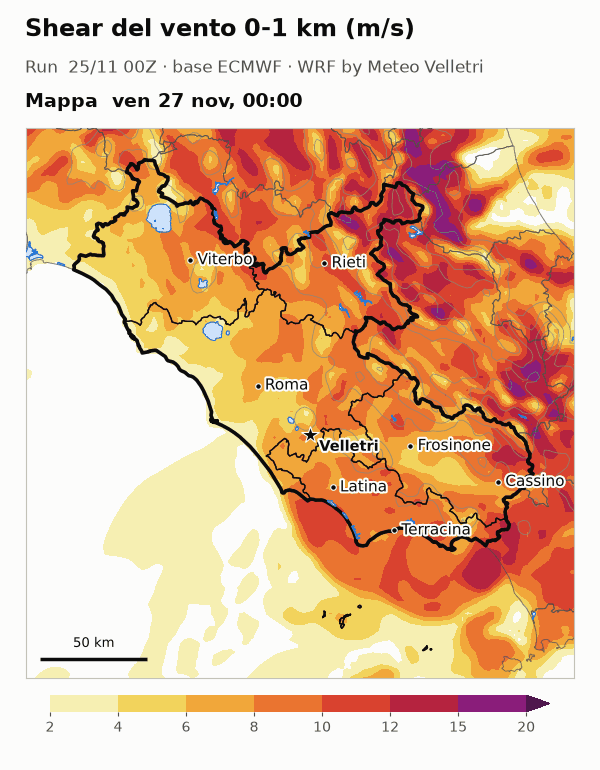 Shear del vento 0-1 km (m/s)
Run  25/11 00Z · base ECMWF · WRF by Meteo Velletri
Mappa  ven 27 nov, 00:00
Viterbo
Rieti
Roma
Velletri
Frosinone
Cassino
Latina
Terracina
50 km
2 4 6 8 10 12 15 20